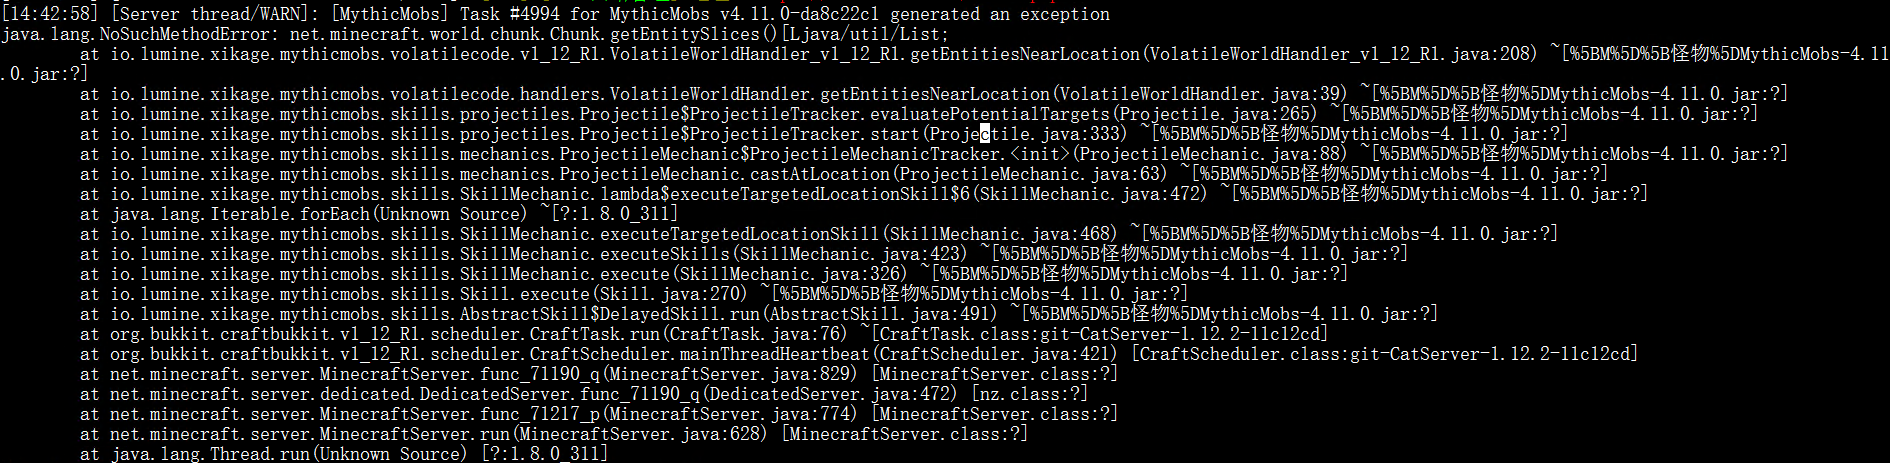 [14:42:58] [Server thread/WARN]: [MythicMobs] Task #4994 for MythicMobs v4.11.0-da8c22c1 generated an exception
java.lang.NoSuchMethodError: net.minecraft.world.chunk.Chunk.getEntitySlices()[Ljava/util/List;
at io.lumine.xikage.mythicmobs.volatilecode.v1_12_R1.VolatileWorldHandler_v1_12_R1.getEntitiesNearLocation(VolatileWorldHandler_v1_12_R1.java:208) ~[%5BM%5D%5B怪物%5DMythicMobs-4.11
.0.jar:?]
at io.lumine.xikage.mythicmobs.volatilecode.handlers.VolatileWorldHandler.getEntitiesNearLocation(VolatileWorldHandler.java:39) ~[%5BM%5D%5B怪物%5DMythicMobs-4.11.0.jar:?]
at io.lumine.xikage.mythicmobs.skills.projectiles.Projectile$ProjectileTracker.evaluatePotentialTargets(Projectile.java:265) ~[%5BM%5D%5B怪物%5DMythicMobs-4.11.0.jar:?]
at io.lumine.xikage.mythicmobs.skills.projectiles.Projectile$ProjectileTracker.start(Projectile.java:333) ~[%5BM%5D%5B怪物%5DMythicMobs-4.11.0.jar:?]
at io.lumine.xikage.mythicmobs.skills.mechanics.ProjectileMechanic$ProjectileMechanicTracker.<init>(ProjectileMechanic.java:88) ~[%5BM%5D%5B怪物%5DMythicMobs-4.11.0.jar:?]
at io.lumine.xikage.mythicmobs.skills.mechanics.ProjectileMechanic.castAtLocation(ProjectileMechanic.java:63) ~[%5BM%5D%5B怪物%5DMythicMobs-4.11.0.jar:?]
at io.lumine.xikage.mythicmobs.skills.SkillMechanic.lambda$executeTargetedLocationSkill$6(SkillMechanic.java:472) ~[%5BM%5D%5B怪物%5DMythicMobs-4.11.0.jar:?]
at java.lang.Iterable.forEach(Unknown Source) ~[?:1.8.0_311]
at io.lumine.xikage.mythicmobs.skills.SkillMechanic.executeTargetedLocationSkill(SkillMechanic.java:468) ~[%5BM%5D%5B怪物%5DMythicMobs-4.11.0.jar:?]
at io.lumine.xikage.mythicmobs.skills.SkillMechanic.executeSkills(SkillMechanic.java:423) ~[%5BM%5D%5B怪物%5DMythicMobs-4.11.0.jar:?]
at io.lumine.xikage.mythicmobs.skills.SkillMechanic.execute(SkillMechanic.java:326) ~[%5BM%5D%5B怪物%5DMythicMobs-4.11.0.jar:?]
at io.lumine.xikage.mythicmobs.skills.Skill.execute(Skill.java:270) ~[%5BM%5D%5B怪物%5DMythicMobs-4.11.0.jar:?]
at io.lumine.xikage.mythicmobs.skills.AbstractSkill$DelayedSkill.run(AbstractSkill.java:491) ~[%5BM%5D%5B怪物%5DMythicMobs-4.11.0.jar:?]
at org.bukkit.craftbukkit.v1_12_R1.scheduler.CraftTask.run(CraftTask.java:76) ~[CraftTask.class:git-CatServer-1.12.2-11c12cd]
at org.bukkit.craftbukkit.v1_12_R1.scheduler.CraftScheduler.mainThreadHeartbeat(CraftScheduler.java:421) [CraftScheduler.class:git-CatServer-1.12.2-11c12cd]
at net.minecraft.server.MinecraftServer.func_71190_q(MinecraftServer.java:829) [MinecraftServer.class:?]
at net.minecraft.server.dedicated.DedicatedServer.func_71190_q(DedicatedServer.java:472) [nz.class:?]
at net.minecraft.server.MinecraftServer.func_71217_p(MinecraftServer.java:774) [MinecraftServer.class:?]
at net.minecraft.server.MinecraftServer.run(MinecraftServer.java:628) [MinecraftServer.class:?]
at java.lang.Thread.run(Unknown Source) [?:1.8.0_311]